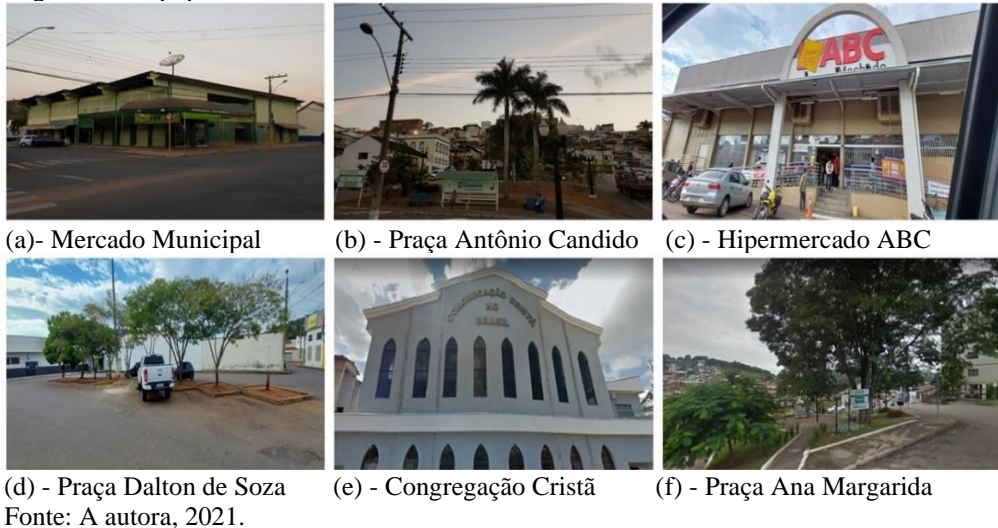 ABC
(a)- Mercado Municipal
(b) - Praça Antônio Candido
(c) - Hipermercado ABC
CONGREGAÇÃO CRISTÃ
NO
BRASIL
(d) - Praça Dalton de Soza
(e) - Congregação Cristã
(f) - Praça Ana Margarida
Fonte: A autora, 2021.